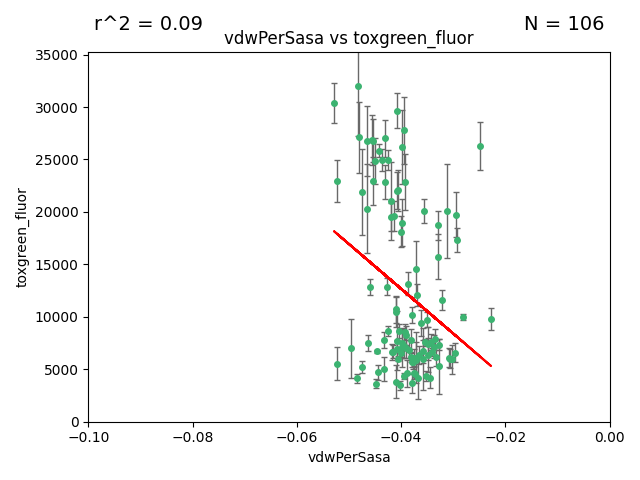 r^2 = 0.09
N = 106
vdwPerSasa vs toxgreen_fluor
35000
30000
25000
20000
15000
10000
5000
0
toxgreen_fluor
−0.10
−0.08
−0.06
−0.04
−0.02
0.00
vdwPerSasa